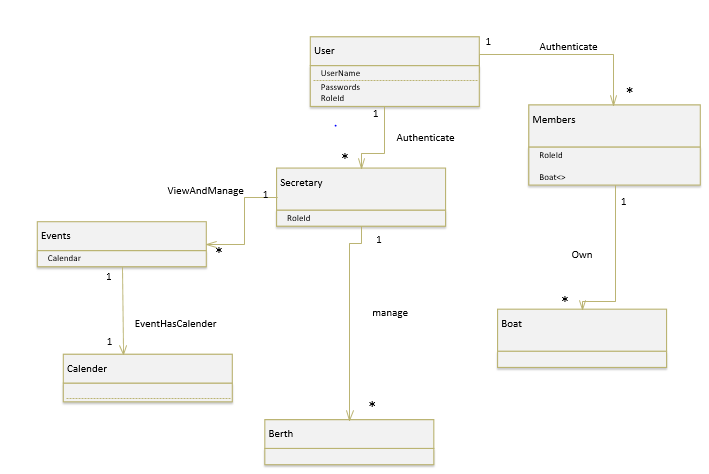 User
UserName
Passwords
RoleId
1
Authenticate
*
Members
RoleId
Boat<>
1
Authenticate
*
Secretary
RoleId
ViewAndManage
1
*
Events
Calendar
1
EventHasCalender
1
Calender
1
manage
*
Berth
1
Own
*
Boat